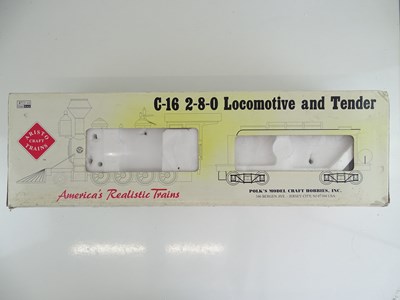 C-16 2-8-0 Locomotive and Tender
ARISTO
CRAFT
TRAINS
America's Realistic Trains
POLK'S MODEL CRAFT HOBBIES, INC.